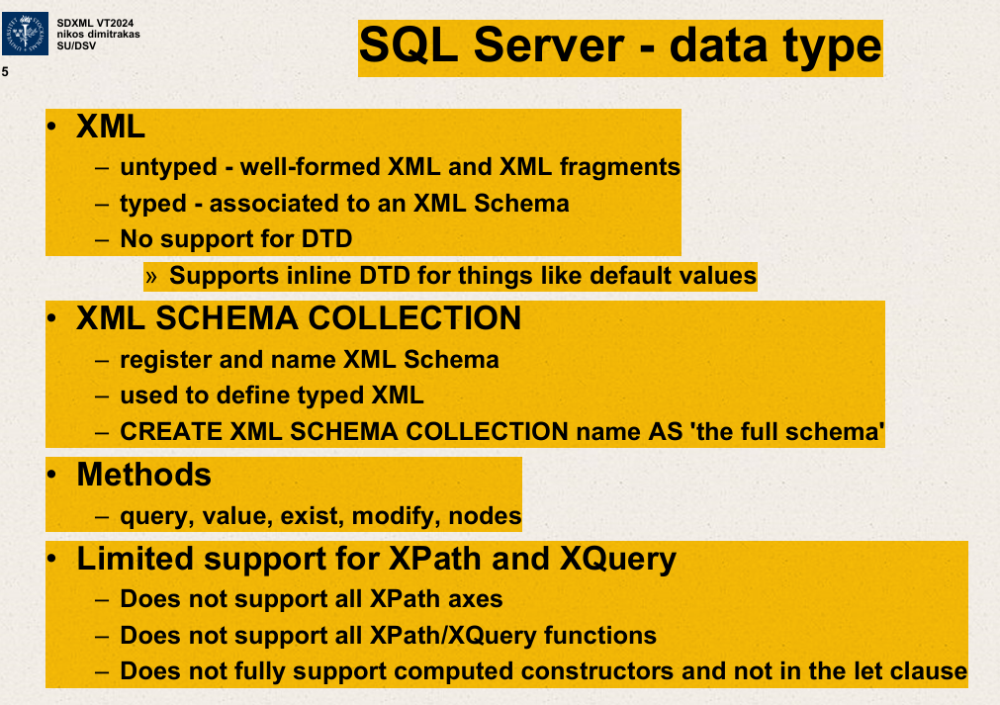 SDXML VT2024
nikos dimitrakas
SU/DSV
5
SQL Server - data type
• XML
– untyped - well-formed XML and XML fragments
– typed - associated to an XML Schema
– No support for DTD
» Supports inline DTD for things like default values
• XML SCHEMA COLLECTION
– register and name XML Schema
– used to define typed XML
– CREATE XML SCHEMA COLLECTION name AS 'the full schema'
• Methods
– query, value, exist, modify, nodes
• Limited support for XPath and XQuery
– Does not support all XPath axes
– Does not support all XPath/XQuery functions
– Does not fully support computed constructors and not in the let clause